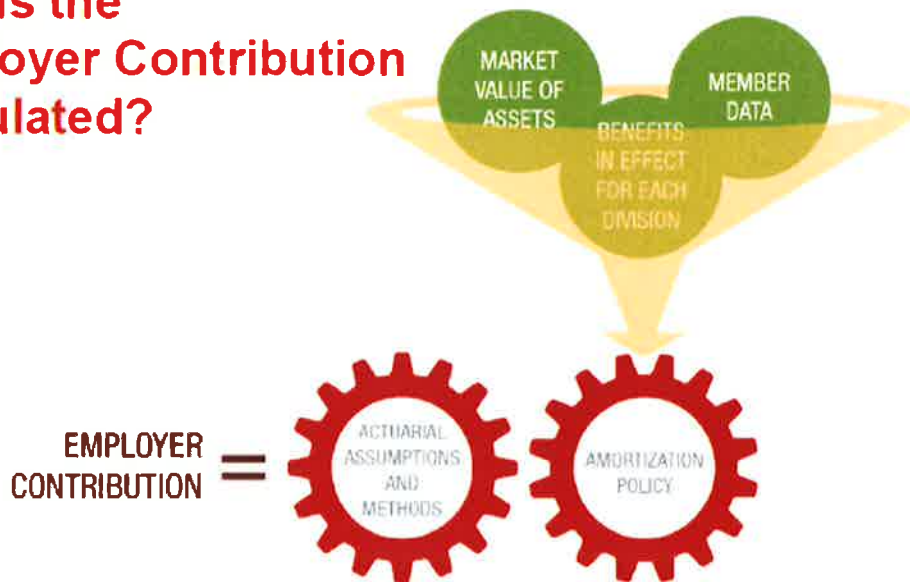 is the
oyer Contribution
ulated?
MARKET
VALUE OF
ASSETS
MEMBER
DATA
BENEFITS
IN EFFECT
FOR EACH
DIVISION
EMPLOYER
CONTRIBUTION
=
ACTUARIAL
ASSUMPTIONS
AND
METHODS
AMORTIZATION
POLICY